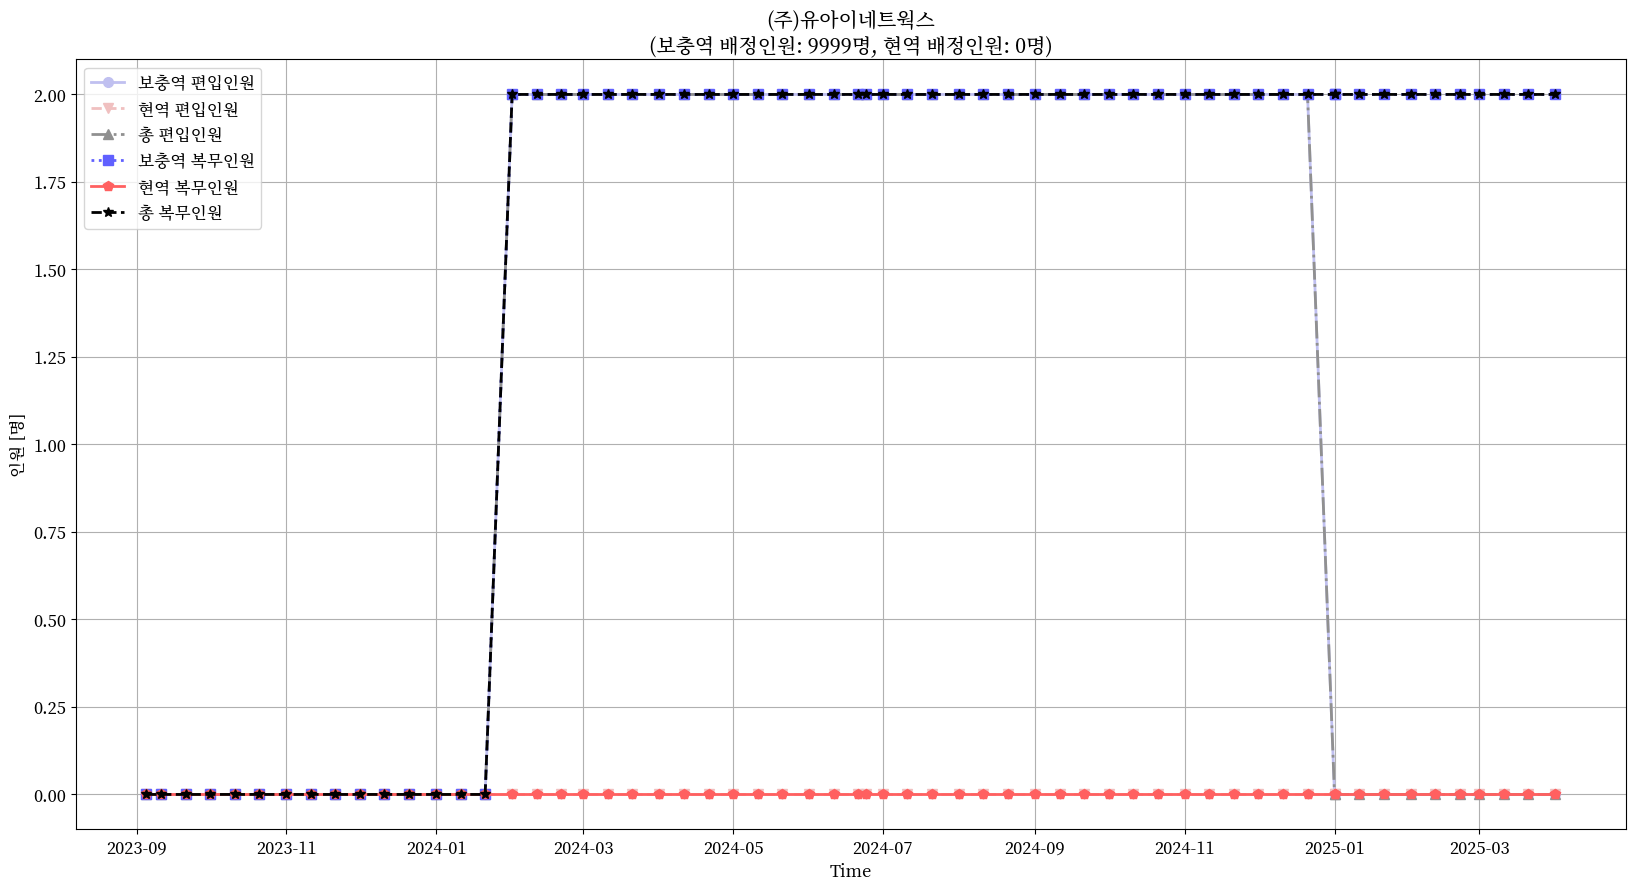 (주)유아이네트웍스
(보충역 배정인원: 9999명, 현역 배정인원: 0명)
보충역 편입인원
현역 편입인원
총 편입인원
보충역 복무인원
현역 복무인원
총 복무인원
2.00
1.75
1.50
1.25
1.00
0.75
0.50
0.25
0.00
인원 [명]
2023-09
2023-11
2024-01
2024-03
2024-05
2024-07
2024-09
2024-11
2025-01
2025-03
Time